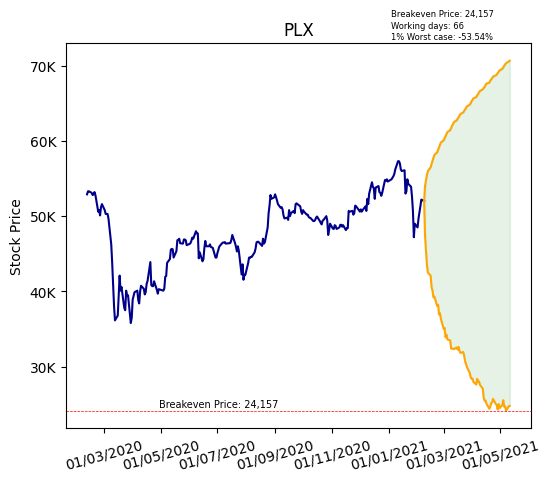 Breakeven Price: 24,157
Working days: 66
1% Worst case: -53.54%
PLX
70K
60K
50K
40K
30K
Stock Price
Breakeven Price: 24,157
01/03/2020 01/05/2020 01/07/2020 01/09/2020 01/11/2020 01/01/2021 01/03/2021 01/05/2021